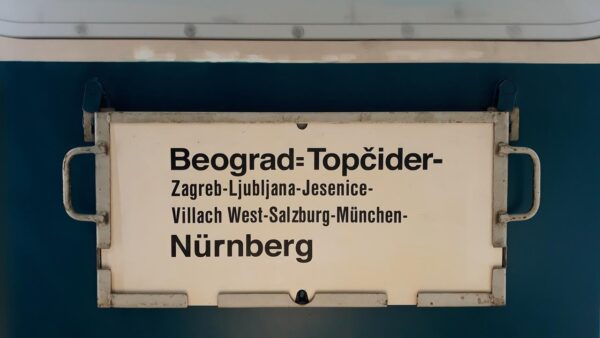 Beograd=Topčider-
Zagreb-Ljubljana-Jesenice-
Villach West-Salzburg-München-
Nürnberg